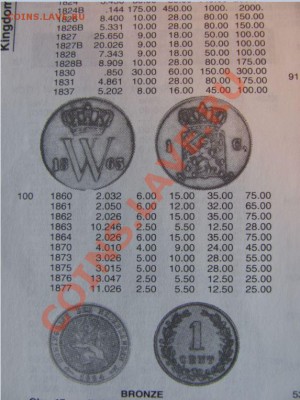 COINS.LAVE.RU
Kingdom
1824B .144 175.00 450.00 1000. 2000.
1826 8.400 10.00 28.00 80.00 150.00
1826B 5.331 10.00 28.00 80.00 150.00
1827 25.650 9.00 18.00 50.00 100.00
1827B 20.026 9.00 18.00 50.00 100.00
1828 7.343 9.00 18.00 50.00 100.00
1828B 8.909 10.00 28.00 80.00 150.00
1830 .850 30.00 60.00 150.00 300.00
1831 4.861 10.00 28.00 80.00 175.00
1837 5.202 8.00 16.00 45.00 100.00
91
18 W 63
1 G.
100 1860 2.032 6.00 15.00 35.00 75.00
1861 2.050 6.00 12.00 32.00 65.00
1862 2.026 6.00 15.00 35.00 75.00
1863 10.246 2.50 5.50 12.50 28.00
1864 2.026 6.00 15.00 35.00 75.00
1870 4.010 4.00 9.00 24.00 45.00
1873 3.026 5.00 10.00 28.00 55.00
1875 3.015 5.00 10.00 28.00 55.00
1876 13.047 2.50 5.50 12.50 25.00
1877 11.026 2.50 5.50 12.50 25.00
COINS.LAVE.RU
1
CENT
BRONZE